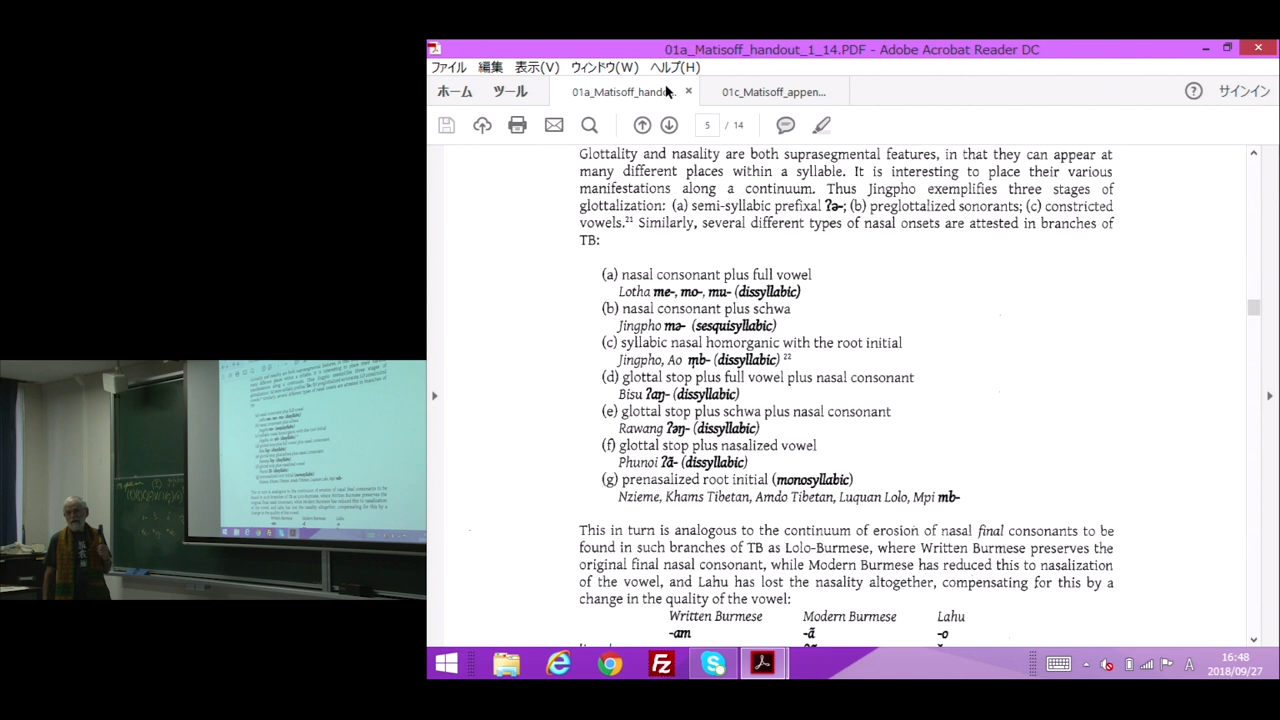 01a_Matisoff_handout_1_14.PDF - Adobe Acrobat Reader DC
ファイル 編集 表示(V) ウィンドウ(W) ヘルプ(H)
ホーム ツール 01a_Matisoff_hando... 01c_Matisoff_appen... サインイン
5 / 14
Glottality and nasality are both suprasegmental features, in that they can appear at
many different places within a syllable. It is interesting to place their various
manifestations along a continuum. Thus Jingpho exemplifies three stages of
glottalization: (a) semi-syllabic prefixal ʔə-; (b) preglottalized sonorants; (c) constricted
vowels.²¹ Similarly, several different types of nasal onsets are attested in branches of
TB:
(a) nasal consonant plus full vowel
Lotha me-, mo-, mu- (dissyllabic)
(b) nasal consonant plus schwa
Jingpho mə- (sesquisyllabic)
(c) syllabic nasal homorganic with the root initial
Jingpho, Ao m̩b- (dissyllabic) ²²
(d) glottal stop plus full vowel plus nasal consonant
Bisu ʔaŋ- (dissyllabic)
(e) glottal stop plus schwa plus nasal consonant
Rawang ʔəŋ- (dissyllabic)
(f) glottal stop plus nasalized vowel
Phunoi ʔã- (dissyllabic)
(g) prenasalized root initial (monosyllabic)
Nzieme, Khams Tibetan, Amdo Tibetan, Luquan Lolo, Mpi mb-
This in turn is analogous to the continuum of erosion of nasal final consonants to be
found in such branches of TB as Lolo-Burmese, where Written Burmese preserves the
original final nasal consonant, while Modern Burmese has reduced this to nasalization
of the vowel, and Lahu has lost the nasality altogether, compensating for this by a
change in the quality of the vowel:
Written Burmese Modern Burmese Lahu
-am -ã -o
16:48
2018/09/27